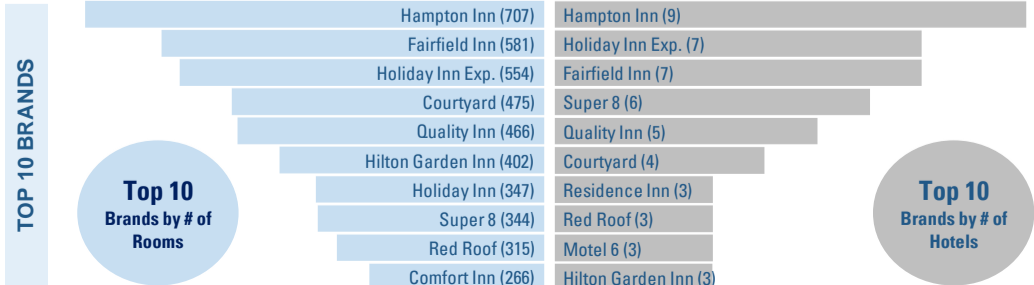 TOP 10 BRANDS
Hampton Inn (707)
Fairfield Inn (581)
Holiday Inn Exp. (554)
Courtyard (475)
Quality Inn (466)
Hilton Garden Inn (402)
Holiday Inn (347)
Super 8 (344)
Red Roof (315)
Comfort Inn (266)
Top 10
Brands by # of
Rooms
Hampton Inn (9)
Holiday Inn Exp. (7)
Fairfield Inn (7)
Super 8 (6)
Quality Inn (5)
Courtyard (4)
Residence Inn (3)
Red Roof (3)
Motel 6 (3)
Hilton Garden Inn (3)
Top 10
Brands by # of
Hotels